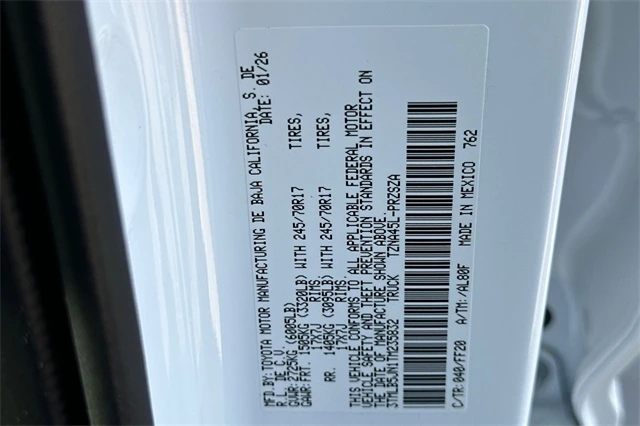 MFD.BY: TOYOTA MOTOR MANUFACTURING DE BAJA CALIFORNIA, S. DE
R.L. DE C.V. DATE: 01/26
GVWR: 2725KG (6005LB)
GAWR: FRT. 1505KG (3320LB) WITH 245/70R17 TIRES,
17X7J RIMS
RR. 1405KG (3095LB) WITH 245/70R17 TIRES,
17X7J RIMS.
THIS VEHICLE CONFORMS TO ALL APPLICABLE FEDERAL MOTOR
VEHICLE SAFETY AND THEFT PREVENTION STANDARDS IN EFFECT ON
THE DATE OF MANUFACTURE SHOWN ABOVE.
TRUCK TZNA45L-FRZSZA
C/TR: 040/FF20 A/TM: /AL80F MADE IN MEXICO 762